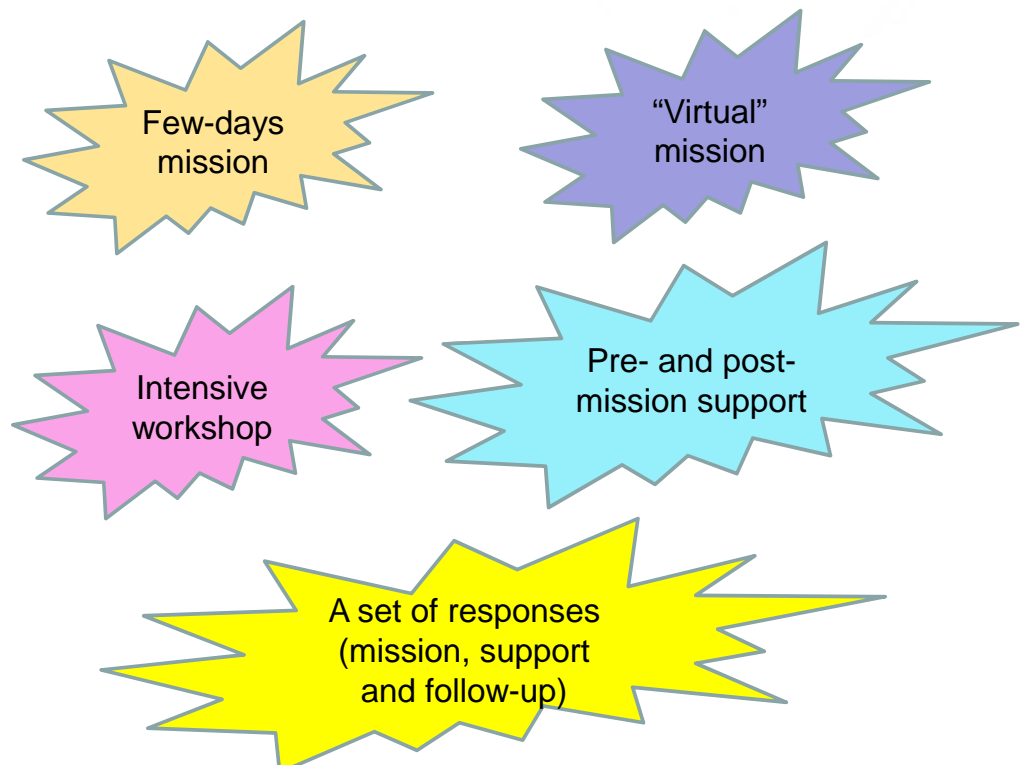 Few-days
mission
“Virtual”
mission
Intensive
workshop
Pre- and post-
mission support
A set of responses
(mission, support
and follow-up)